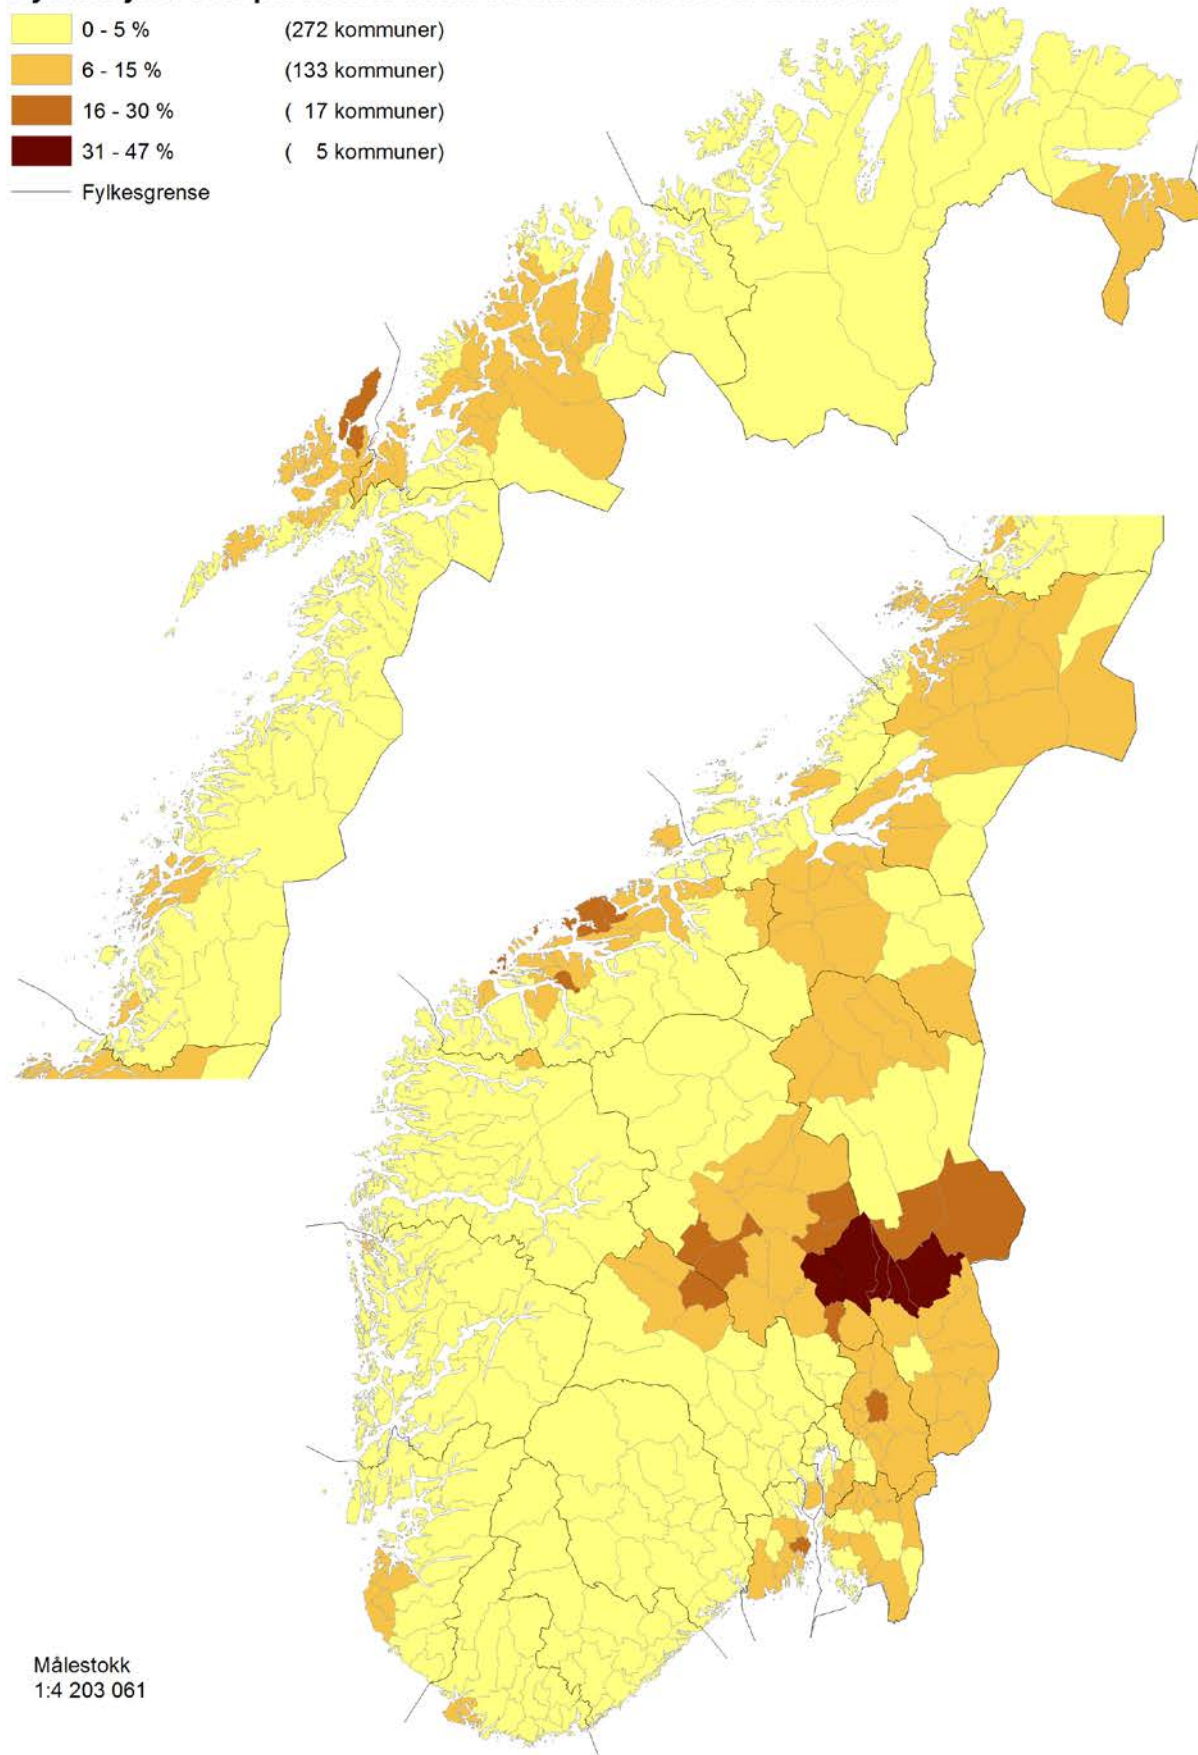 0 - 5 % (272 kommuner)
6 - 15 % (133 kommuner)
16 - 30 % ( 17 kommuner)
31 - 47 % ( 5 kommuner)
Fylkesgrense
Målestokk
1:4 203 061